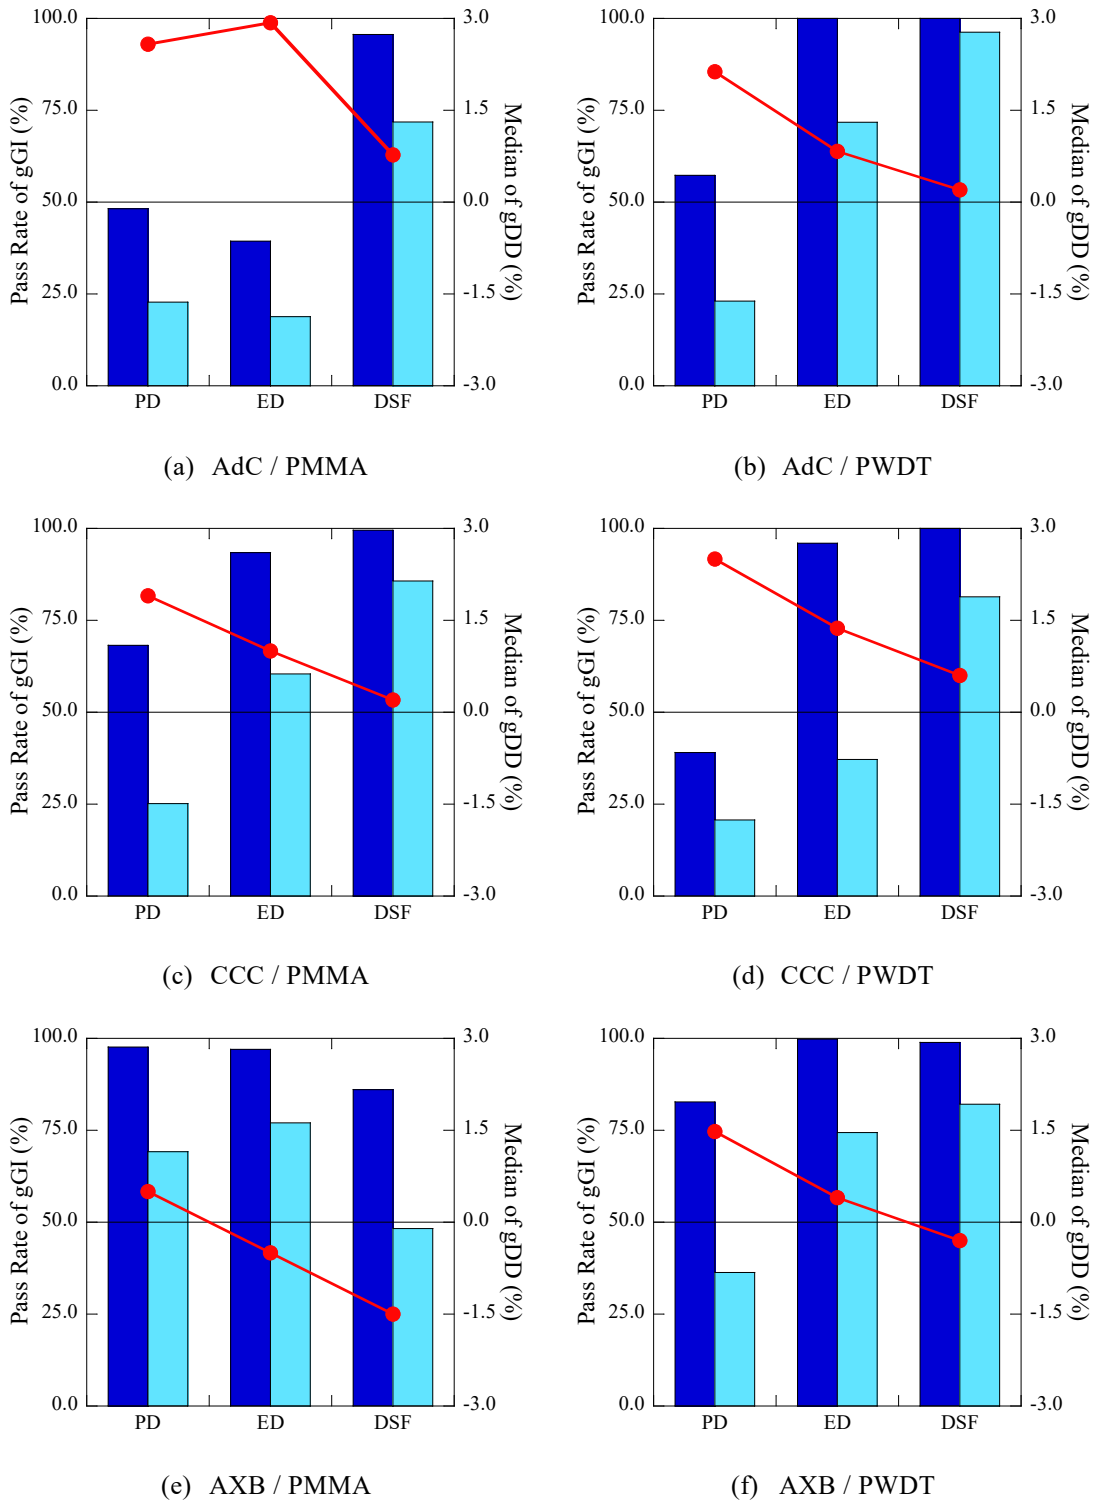 100.0
75.0
50.0
25.0
0.0
Pass Rate of gGI (%)
3.0
1.5
0.0
-1.5
-3.0
Median of gDD (%)
PD ED DSF
(a) AdC / PMMA
100.0
75.0
50.0
25.0
0.0
Pass Rate of gGI (%)
3.0
1.5
0.0
-1.5
-3.0
Median of gDD (%)
PD ED DSF
(b) AdC / PWDT
100.0
75.0
50.0
25.0
0.0
Pass Rate of gGI (%)
3.0
1.5
0.0
-1.5
-3.0
Median of gDD (%)
PD ED DSF
(c) CCC / PMMA
100.0
75.0
50.0
25.0
0.0
Pass Rate of gGI (%)
3.0
1.5
0.0
-1.5
-3.0
Median of gDD (%)
PD ED DSF
(d) CCC / PWDT
100.0
75.0
50.0
25.0
0.0
Pass Rate of gGI (%)
3.0
1.5
0.0
-1.5
-3.0
Median of gDD (%)
PD ED DSF
(e) AXB / PMMA
100.0
75.0
50.0
25.0
0.0
Pass Rate of gGI (%)
3.0
1.5
0.0
-1.5
-3.0
Median of gDD (%)
PD ED DSF
(f) AXB / PWDT